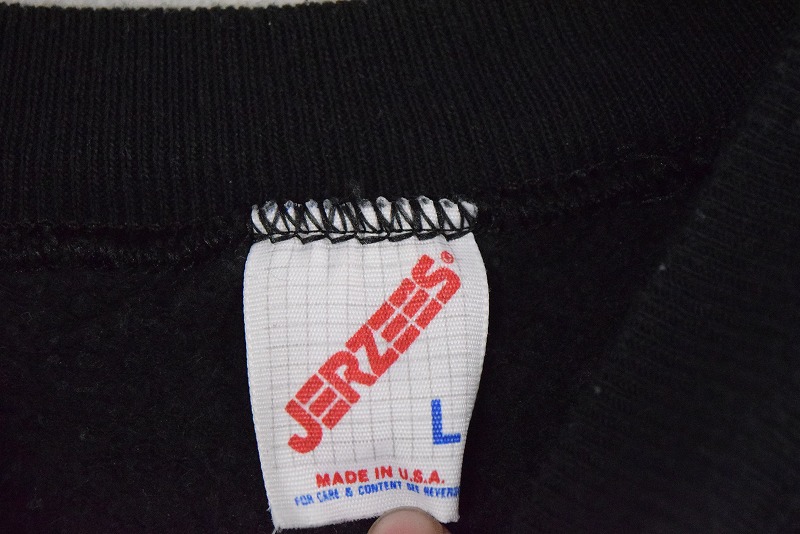 JERZEES®
L
MADE IN U.S.A.
FOR CARE & CONTENT SEE REVERSE